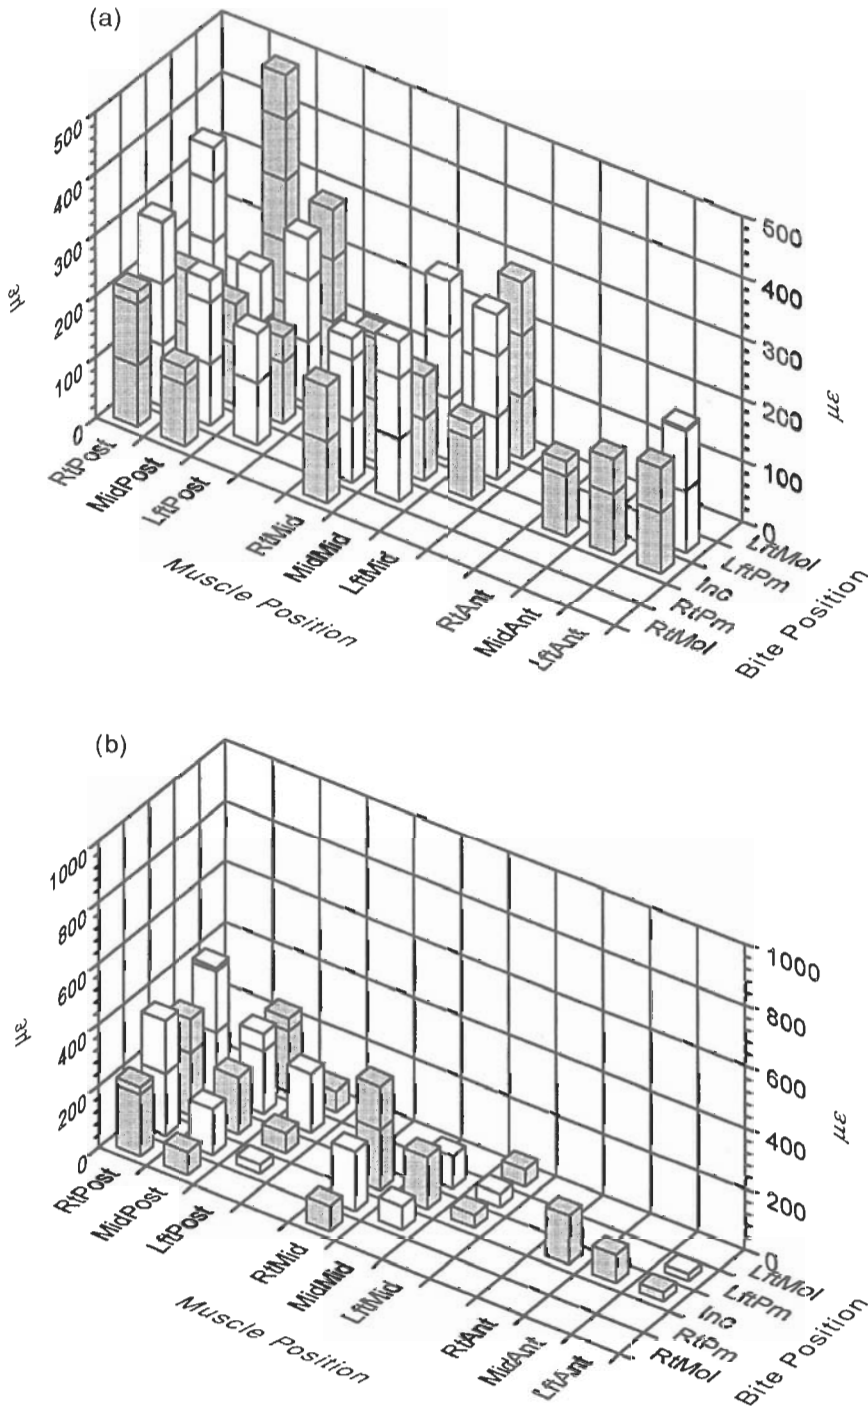 (a)
500
400
300
200
100
0
με
500
400
300
200
100
0
με
RtPost
MidPost
LftPost
RtMid
MidMid
LftMid
RtAnt
MidAnt
LftAnt
Muscle Position
LftMol
LftPm
Inc
RtPm
RtMol
Bite Position
(b)
1000
800
600
400
200
0
με
1000
800
600
400
200
0
με
RtPost
MidPost
LftPost
RtMid
MidMid
LftMid
RtAnt
MidAnt
LftAnt
Muscle Position
LftMol
LftPm
Inc
RtPm
RtMol
Bite Position